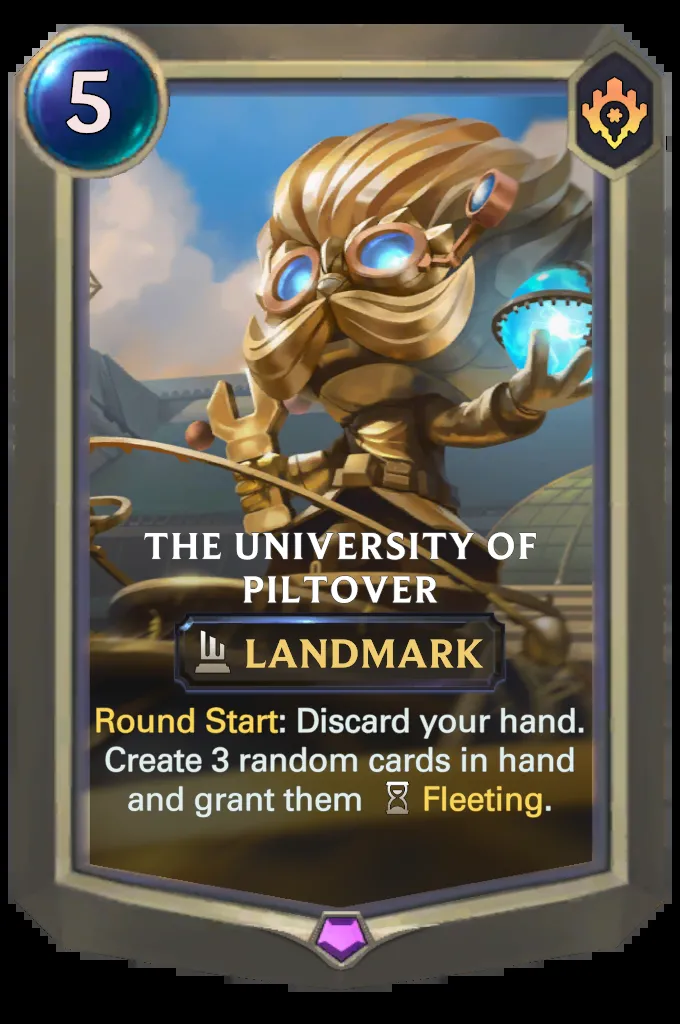 5
THE UNIVERSITY OF
PILTOVER
LANDMARK
Round Start: Discard your hand.
Create 3 random cards in hand
and grant them Fleeting.